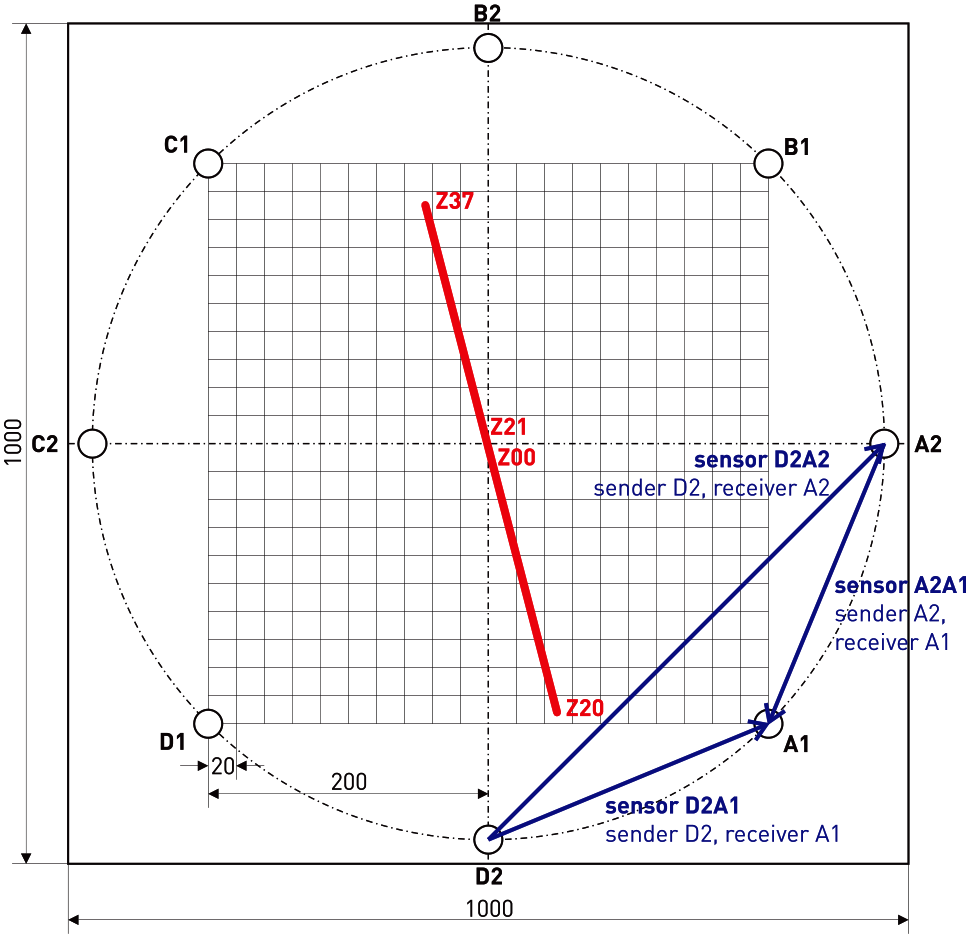 B2
C1
B1
Z37
1000
C2
Z21
Z00
A2
sensor D2A2
sender D2, receiver A2
sensor A2A1
sender A2,
receiver A1
Z20
D1
A1
20
200
sensor D2A1
sender D2, receiver A1
D2
1000